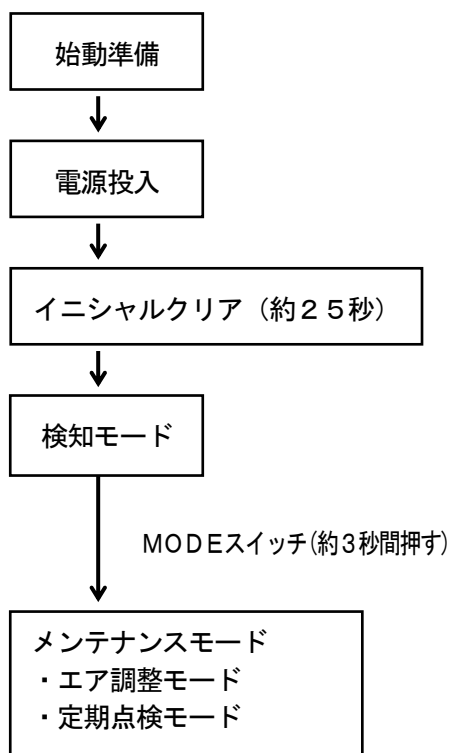 始動準備
電源投入
イニシャルクリア（約２５秒）
検知モード
ＭＯＤＥスイッチ(約３秒間押す)
メンテナンスモード
・エア調整モード
・定期点検モード